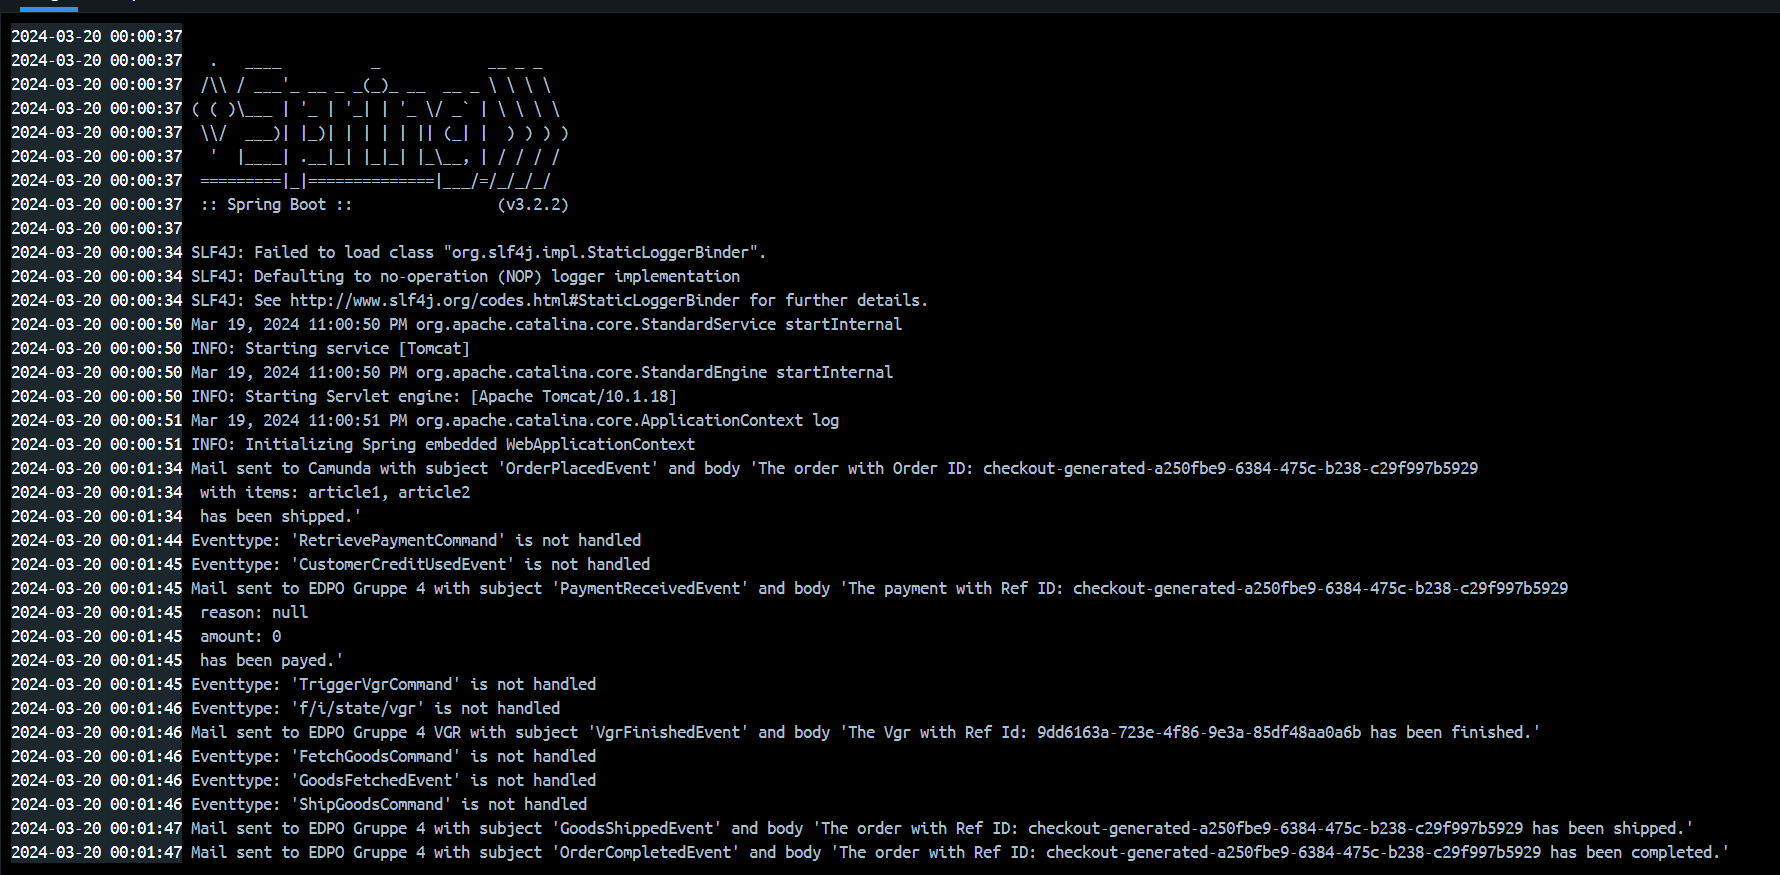 2024-03-20 00:00:37
2024-03-20 00:00:37   .   ____          _            __ _ _
2024-03-20 00:00:37  /\\ / ___'_ __ _ _(_)_ __  __ _ \ \ \ \
2024-03-20 00:00:37 ( ( )\___ | '_ | '_| | '_ \/ _` | \ \ \ \
2024-03-20 00:00:37  \\/  ___)| |_)| | | | | || (_| |  ) ) ) )
2024-03-20 00:00:37   '  |____| .__|_| |_|_| |_\__, | / / / /
2024-03-20 00:00:37  =========|_|==============|___/=/_/_/_/
2024-03-20 00:00:37  :: Spring Boot ::                (v3.2.2)
2024-03-20 00:00:37
2024-03-20 00:00:34 SLF4J: Failed to load class "org.slf4j.impl.StaticLoggerBinder".
2024-03-20 00:00:34 SLF4J: Defaulting to no-operation (NOP) logger implementation
2024-03-20 00:00:34 SLF4J: See http://www.slf4j.org/codes.html#StaticLoggerBinder for further details.
2024-03-20 00:00:50 Mar 19, 2024 11:00:50 PM org.apache.catalina.core.StandardService startInternal
2024-03-20 00:00:50 INFO: Starting service [Tomcat]
2024-03-20 00:00:50 Mar 19, 2024 11:00:50 PM org.apache.catalina.core.StandardEngine startInternal
2024-03-20 00:00:50 INFO: Starting Servlet engine: [Apache Tomcat/10.1.18]
2024-03-20 00:00:51 Mar 19, 2024 11:00:51 PM org.apache.catalina.core.ApplicationContext log
2024-03-20 00:00:51 INFO: Initializing Spring embedded WebApplicationContext
2024-03-20 00:01:34 Mail sent to Camunda with subject 'OrderPlacedEvent' and body 'The order with Order ID: checkout-generated-a250fbe9-6384-475c-b238-c29f997b5929
2024-03-20 00:01:34  with items: article1, article2
2024-03-20 00:01:34  has been shipped.'
2024-03-20 00:01:44 Eventtype: 'RetrievePaymentCommand' is not handled
2024-03-20 00:01:45 Eventtype: 'CustomerCreditUsedEvent' is not handled
2024-03-20 00:01:45 Mail sent to EDPO Gruppe 4 with subject 'PaymentReceivedEvent' and body 'The payment with Ref ID: checkout-generated-a250fbe9-6384-475c-b238-c29f997b5929
2024-03-20 00:01:45  reason: null
2024-03-20 00:01:45  amount: 0
2024-03-20 00:01:45  has been payed.'
2024-03-20 00:01:45 Eventtype: 'TriggerVgrCommand' is not handled
2024-03-20 00:01:46 Eventtype: 'f/i/state/vgr' is not handled
2024-03-20 00:01:46 Mail sent to EDPO Gruppe 4 VGR with subject 'VgrFinishedEvent' and body 'The Vgr with Ref Id: 9dd6163a-723e-4f86-9e3a-85df48aa0a6b has been finished.'
2024-03-20 00:01:46 Eventtype: 'FetchGoodsCommand' is not handled
2024-03-20 00:01:46 Eventtype: 'GoodsFetchedEvent' is not handled
2024-03-20 00:01:46 Eventtype: 'ShipGoodsCommand' is not handled
2024-03-20 00:01:47 Mail sent to EDPO Gruppe 4 with subject 'GoodsShippedEvent' and body 'The order with Ref ID: checkout-generated-a250fbe9-6384-475c-b238-c29f997b5929 has been shipped.'
2024-03-20 00:01:47 Mail sent to EDPO Gruppe 4 with subject 'OrderCompletedEvent' and body 'The order with Ref ID: checkout-generated-a250fbe9-6384-475c-b238-c29f997b5929 has been completed.'